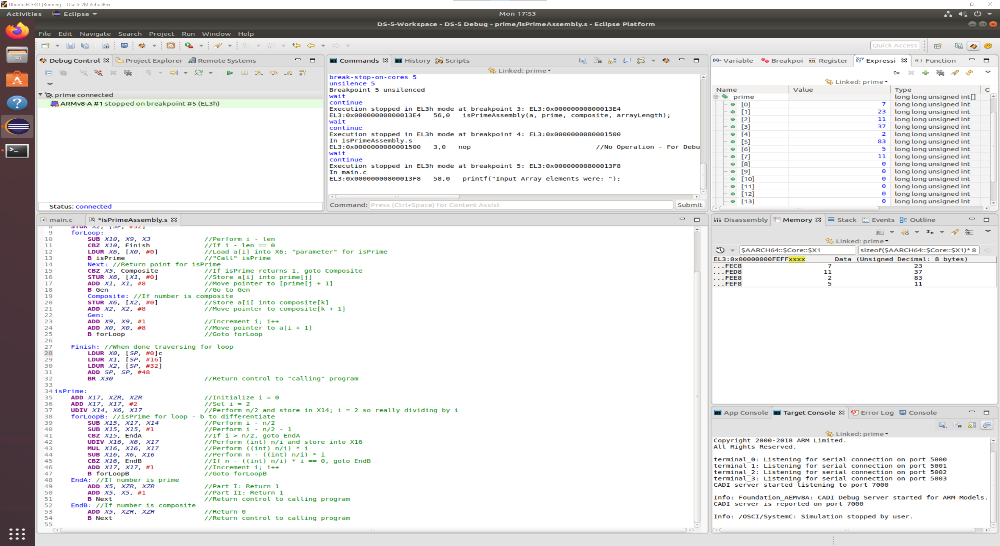 Ubuntu ECE331 [Running] - Oracle VM VirtualBox
Activities Eclipse Mon 17:53
DS-5-Workspace - DS-5 Debug - prime/isPrimeAssembly.s - Eclipse Platform
File Edit Navigate Search Project Run Window Help
Quick Access
Debug Control Project Explorer Remote Systems
prime connected
ARMv8-A #1 stopped on breakpoint #5 (EL3h)
Status: connected
Commands History Scripts
Linked: prime
break-stop-on-cores 5
unsilence 5
Breakpoint 5 unsilenced
wait
continue
Execution stopped in EL3h mode at breakpoint 3: EL3:0x00000000800013E4
EL3:0x00000000800013E4 56,0 isPrimeAssembly(a, prime, composite, arrayLength);
wait
continue
Execution stopped in EL3h mode at breakpoint 4: EL3:0x0000000080001500
In isPrimeAssembly.s
EL3:0x0000000080001500 3,0 nop //No Operation - For Debu
wait
continue
Execution stopped in EL3h mode at breakpoint 5: EL3:0x00000000800013F8
In main.c
EL3:0x00000000800013F8 58,0 printf("Input Array elements were: ");
Command: Press (Ctrl+Space) for Content Assist Submit
Variable Breakpoi Register Expressi Function
Linked: prime
Name Value Type C
prime long long unsigned int[]
[0] 7 long long unsigned int
[1] 23 long long unsigned int
[2] 11 long long unsigned int
[3] 37 long long unsigned int
[4] 2 long long unsigned int
[5] 83 long long unsigned int
[6] 5 long long unsigned int
[7] 11 long long unsigned int
[8] 0 long long unsigned int
[9] 0 long long unsigned int
[10] 0 long long unsigned int
[11] 0 long long unsigned int
[12] 0 long long unsigned int
[13] 0 long long unsigned int
main.c *isPrimeAssembly.s
8 STUR X2, [SP, #32]
9 forLoop:
10 SUB X10, X9, X3 //Perform i - len
11 CBZ X10, Finish //If i - len == 0
12 LDUR X6, [X0, #0] //Load a[i] into X6; "parameter" for isPrime
13 B isPrime //"Call" isPrime
14 Next: //Return point for isPrime
15 CBZ X5, Composite //If isPrime returns 1, goto Composite
16 STUR X6, [X1, #0] //Store a[i] into prime[j]
17 ADD X1, X1, #8 //Move pointer to [prime[j + 1]
18 B Gen //Go to Gen
19 Composite: //If number is composite
20 STUR X6, [X2, #0] //Store a[i[ into composite[k]
21 ADD X2, X2, #8 //Move pointer to composite[k + 1]
22 Gen:
23 ADD X9, X9, #1 //Increment i; i++
24 ADD X0, X0, #8 //Move pointer to a[i + 1]
25 B forLoop //Goto forLoop
26
27 Finish: //When done traversing for loop
28 LDUR X0, [SP, #0]c
29 LDUR X1, [SP, #16]
30 LDUR X2, [SP, #32]
31 ADD SP, SP, #48
32 BR X30 //Return control to "calling" program
33
34 isPrime:
35 ADD X17, XZR, XZR //Initialize i = 0
36 ADD X17, X17, #2 //Set i = 2
37 UDIV X14, X6, X17 //Perform n/2 and store in X14; i = 2 so really dividing by i
38 forLoopB: //isPrime for loop - b to differentiate
39 SUB X15, X17, X14 //Perform i - n/2
40 SUB X15, X15, #1 //Perform i - n/2 - 1
41 CBZ X15, EndA //If i > n/2, goto EndA
42 UDIV X16, X6, X17 //Perform (int) n/i and store into X16
43 MUL X16, X16, X17 //Perform ((int) n/i) * i
44 SUB X16, X6, X16 //Perform n - ((int) n/i) * i
45 CBZ X16, EndB //If n - ((int) n/i) * i == 0, goto EndB
46 ADD X17, X17, #1 //Increment i; i++
47 B forLoopB //Goto forLoopB
48 EndA: //If number is prime
49 ADD X5, XZR, XZR //Part I: Return 1
50 ADD X5, X5, #1 //Part II: Return 1
51 B Next //Return control to calling program
52 EndB: //If number is composite
53 ADD X5, XZR, XZR //Return 0
54 B Next //Return control to calling program
55
Disassembly Memory Stack Events Outline
Linked: prime
$AARCH64::$Core::$X1 sizeof($AARCH64::$Core::$X1)* 8
EL3:0x00000000FEFFxxxx Data (Unsigned Decimal: 8 bytes)
...FEC8 7 23
...FED8 11 37
...FEE8 2 83
...FEF8 5 11
App Console Target Console Error Log Console
Linked: prime
Copyright 2000-2018 ARM Limited.
All Rights Reserved.
terminal_0: Listening for serial connection on port 5000
terminal_1: Listening for serial connection on port 5001
terminal_2: Listening for serial connection on port 5002
terminal_3: Listening for serial connection on port 5003
CADI server started listening to port 7000
Info: Foundation_AEMv8A: CADI Debug Server started for ARM Models.
CADI server is reported on port 7000
Info: /OSCI/SystemC: Simulation stopped by user.